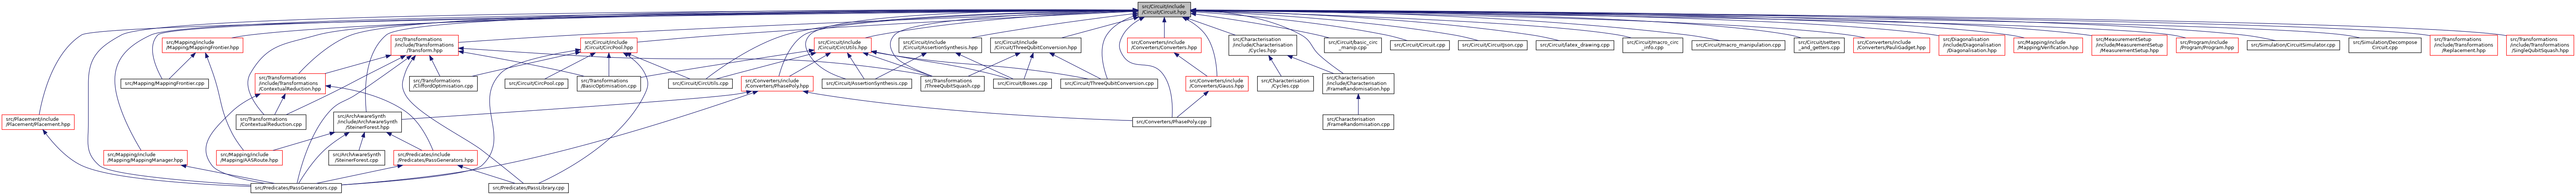 src/Circuit/include
/Circuit/Circuit.hpp
src/Mapping/include
/Mapping/MappingFrontier.hpp
src/Transformations
/include/Transformations
/Transform.hpp
src/Circuit/include
/Circuit/CircPool.hpp
src/Circuit/include
/Circuit/CircUtils.hpp
src/Circuit/include
/Circuit/AssertionSynthesis.hpp
src/Circuit/include
/Circuit/ThreeQubitConversion.hpp
src/Converters/include
/Converters/Converters.hpp
src/Characterisation
/include/Characterisation
/Cycles.hpp
src/Circuit/basic_circ
_manip.cpp
src/Circuit/Circuit.cpp
src/Circuit/CircuitJson.cpp
src/Circuit/latex_drawing.cpp
src/Circuit/macro_circ
_info.cpp
src/Circuit/macro_manipulation.cpp
src/Circuit/setters
_and_getters.cpp
src/Converters/include
/Converters/PauliGadget.hpp
src/Diagonalisation
/include/Diagonalisation
/Diagonalisation.hpp
src/Mapping/include
/Mapping/Verification.hpp
src/MeasurementSetup
/include/MeasurementSetup
/MeasurementSetup.hpp
src/Program/include
/Program/Program.hpp
src/Simulation/CircuitSimulator.cpp
src/Simulation/Decompose
Circuit.cpp
src/Transformations
/include/Transformations
/Replacement.hpp
src/Transformations
/include/Transformations
/SingleQubitSquash.hpp
src/Mapping/MappingFrontier.cpp
src/Transformations
/include/Transformations
/ContextualReduction.hpp
src/Transformations
/CliffordOptimisation.cpp
src/Circuit/CircPool.cpp
src/Transformations
/BasicOptimisation.cpp
src/Circuit/CircUtils.cpp
src/Converters/include
/Converters/PhasePoly.hpp
src/Circuit/AssertionSynthesis.cpp
src/Transformations
/ThreeQubitSquash.cpp
src/Circuit/Boxes.cpp
src/Circuit/ThreeQubitConversion.cpp
src/Converters/include
/Converters/Gauss.hpp
src/Characterisation
/Cycles.cpp
src/Characterisation
/include/Characterisation
/FrameRandomisation.hpp
src/Placement/include
/Placement/Placement.hpp
src/Transformations
/ContextualReduction.cpp
src/ArchAwareSynth
/include/ArchAwareSynth
/SteinerForest.hpp
src/Converters/PhasePoly.cpp
src/Characterisation
/FrameRandomisation.cpp
src/Mapping/include
/Mapping/MappingManager.hpp
src/Mapping/include
/Mapping/AASRoute.hpp
src/ArchAwareSynth
/SteinerForest.cpp
src/Predicates/include
/Predicates/PassGenerators.hpp
src/Predicates/PassGenerators.cpp
src/Predicates/PassLibrary.cpp